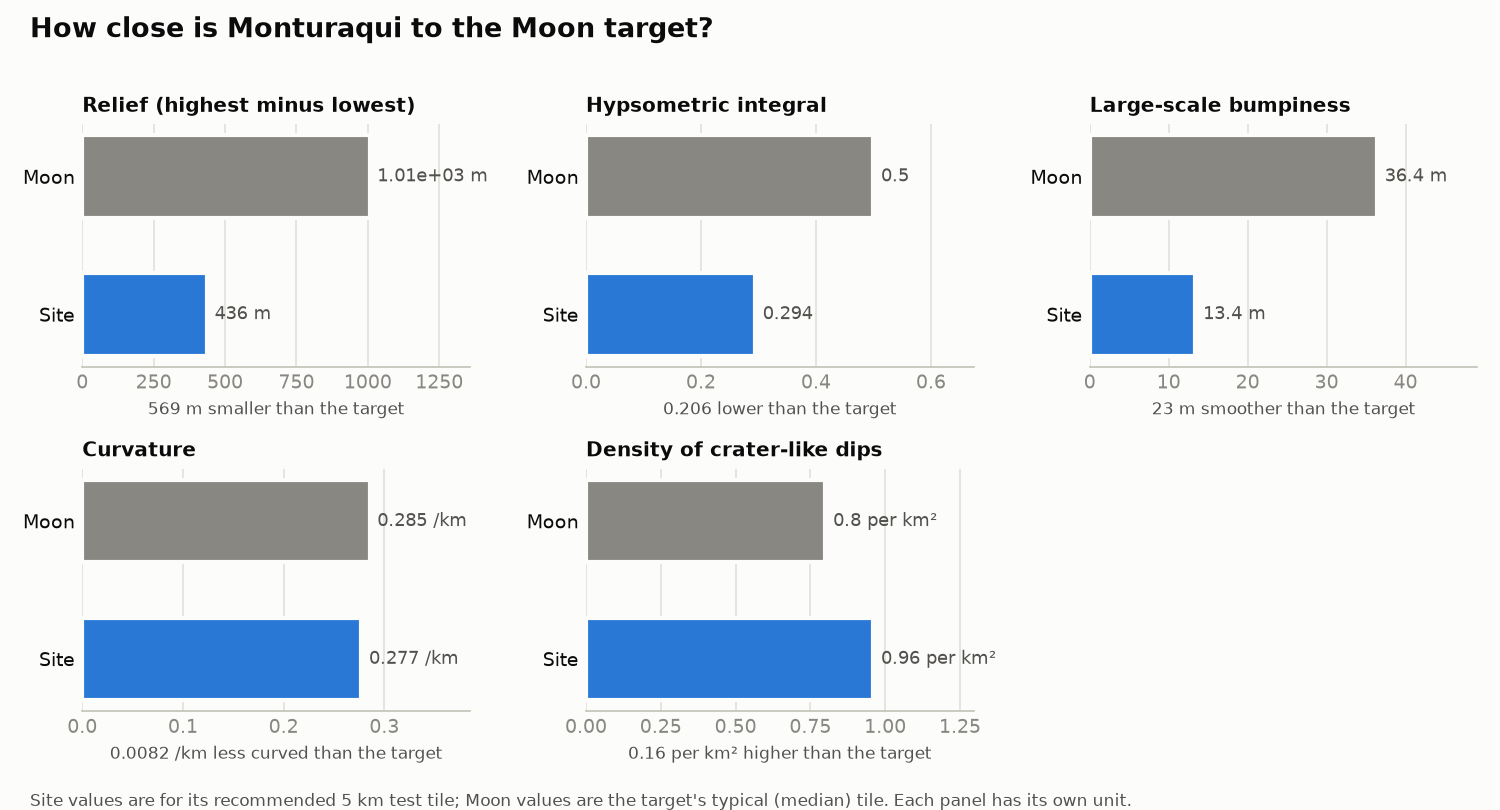 How close is Monturaqui to the Moon target?
Relief (highest minus lowest)
Moon
1.01e+03 m
Site
436 m
0 250 500 750 1000 1250
569 m smaller than the target
Hypsometric integral
Moon
0.5
Site
0.294
0.0 0.2 0.4 0.6
0.206 lower than the target
Large-scale bumpiness
Moon
36.4 m
Site
13.4 m
0 10 20 30 40
23 m smoother than the target
Curvature
Moon
0.285 /km
Site
0.277 /km
0.0 0.1 0.2 0.3
0.0082 /km less curved than the target
Density of crater-like dips
Moon
0.8 per km²
Site
0.96 per km²
0.00 0.25 0.50 0.75 1.00 1.25
0.16 per km² higher than the target
Site values are for its recommended 5 km test tile; Moon values are the target's typical (median) tile. Each panel has its own unit.